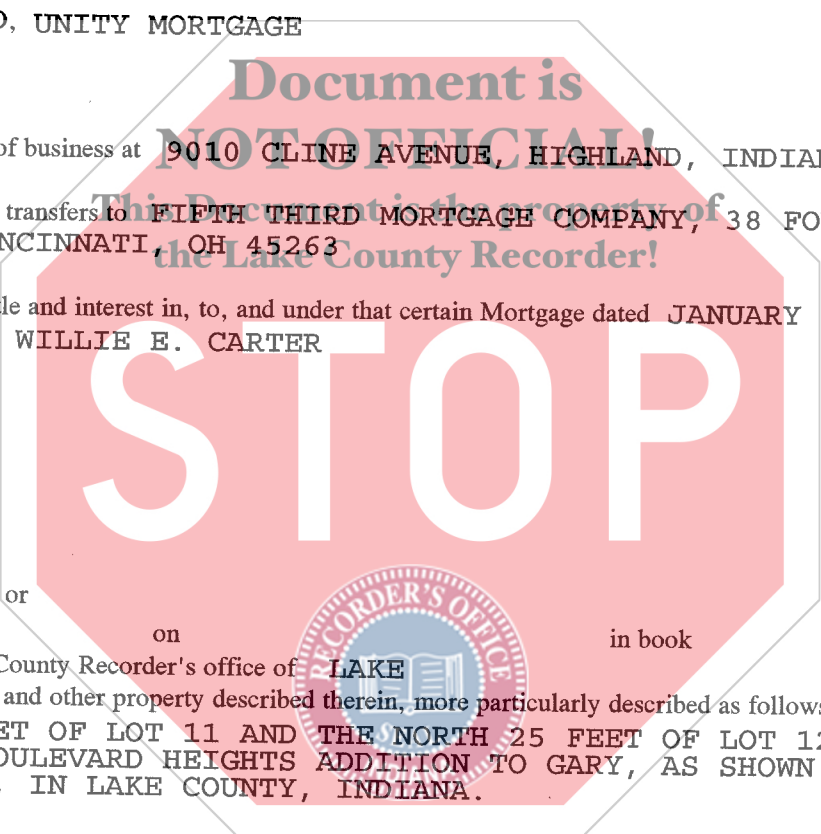 O, UNITY MORTGAGE
Document is
of business at 9010 CLINE AVENUE, HIGHLAND, INDIAN
NOT OFFICIAL!
transfers to FIFTH THIRD MORTGAGE COMPANY, 38 FO
This Document is the property of
NCINNATI, OH 45263
the Lake County Recorder!
le and interest in, to, and under that certain Mortgage dated JANUARY
WILLIE E. CARTER
STOP
or
RECORDER'S OFFICE
on in book
County Recorder's office of LAKE
and other property described therein, more particularly described as follows
ET OF LOT 11 AND THE NORTH 25 FEET OF LOT 12
OULEVARD HEIGHTS ADDITION TO GARY, AS SHOWN
IN LAKE COUNTY, INDIANA.